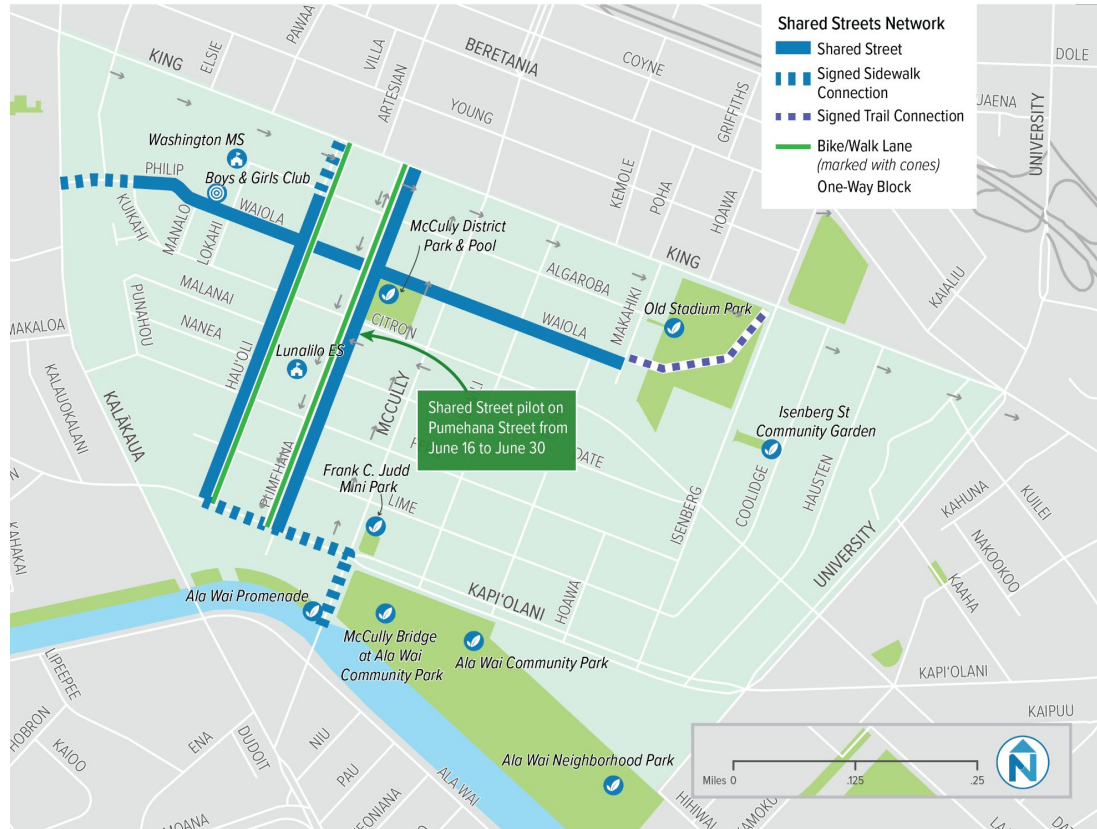 Shared Streets Network
Shared Street
Signed Sidewalk
Connection
Signed Trail Connection
Bike/Walk Lane
(marked with cones)
One-Way Block
KING
ELSIE
PAWAA
VILLA
ARTESIAN
BERETANIA
COYNE
YOUNG
GRIFFITHS
DOLE
UNIVERSITY
Washington MS
PHILIP
Boys & Girls Club
WAIOLA
KUIKAHI
MANALO
LOKAHI
McCully District
Park & Pool
KEMOLE
POHA
HOAWA
KING
ALGAROBA
MAKAHIKI
WAIOLA
Old Stadium Park
KAIALIU
MALANAI
PUNAHOU
NANEA
MAKALOA
CITRON
Lunalilo ES
HAU'OLI
KALAUOKALANI
KALĀKAUA
MCCULLY
Shared Street pilot on
Pumehana Street from
June 16 to June 30
DATE
Isenberg St
Community Garden
Frank C. Judd
Mini Park
LIME
ISENBERG
COOLIDGE
HAUSTEN
KAHUNA
KUILEI
NAKOOKOO
KAAHA
UNIVERSITY
KAHAKAI
KAPI'OLANI
HOAWA
Ala Wai Promenade
McCully Bridge
at Ala Wai
Community Park
Ala Wai Community Park
KAPI'OLANI
KAIPUU
LIPEEPEE
HOBRON
KAIOO
ENA
DUDOIT
NIU
PAU
ALA WAI
Ala Wai Neighborhood Park
Miles 0
.125
.25
N